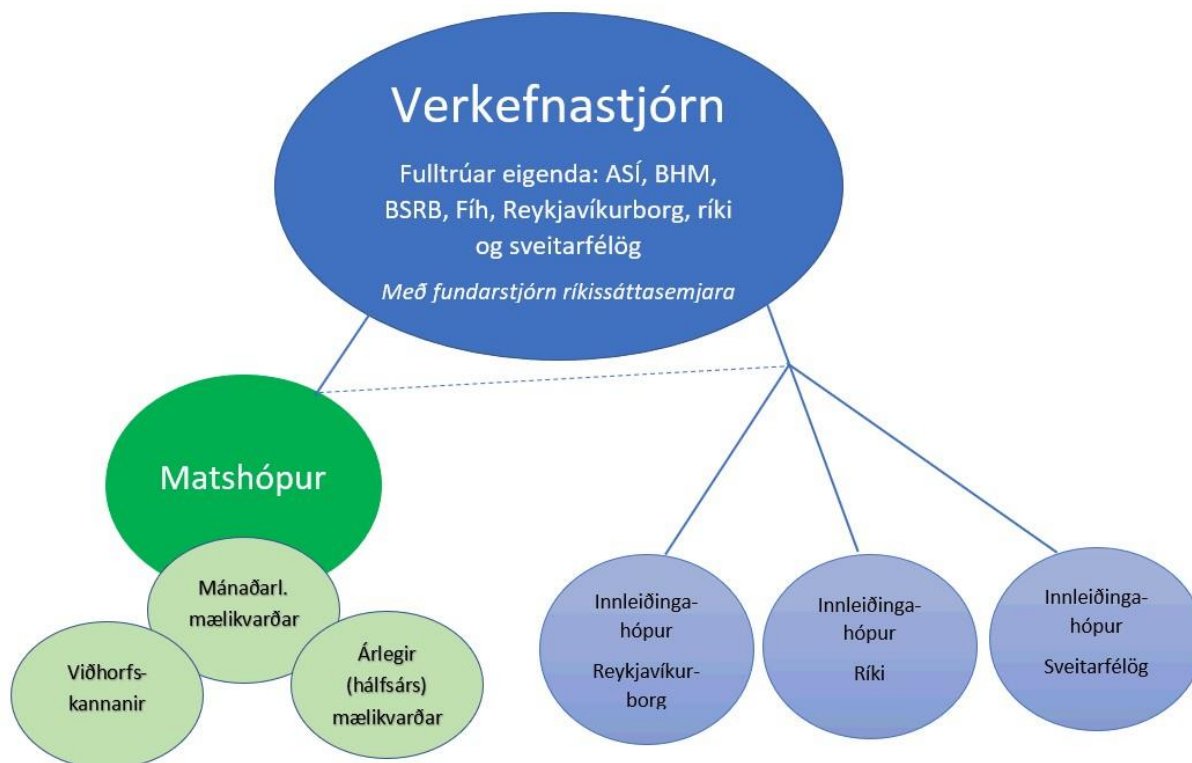 Verkefnastjórn
Fulltrúar eigenda: ASÍ, BHM,
BSRB, Fíh, Reykjavíkurborg, ríki
og sveitarfélög
Með fundarstjórn ríkissáttasemjara
Matshópur
Mánaðarl.
mælikvarðar
Viðhorfs-
kannanir
Árlegir
(hálfsárs)
mælikvarðar
Innleiðinga-
hópur
Reykjavíkur-
borg
Innleiðinga-
hópur
Ríki
Innleiðinga-
hópur
Sveitarfélög